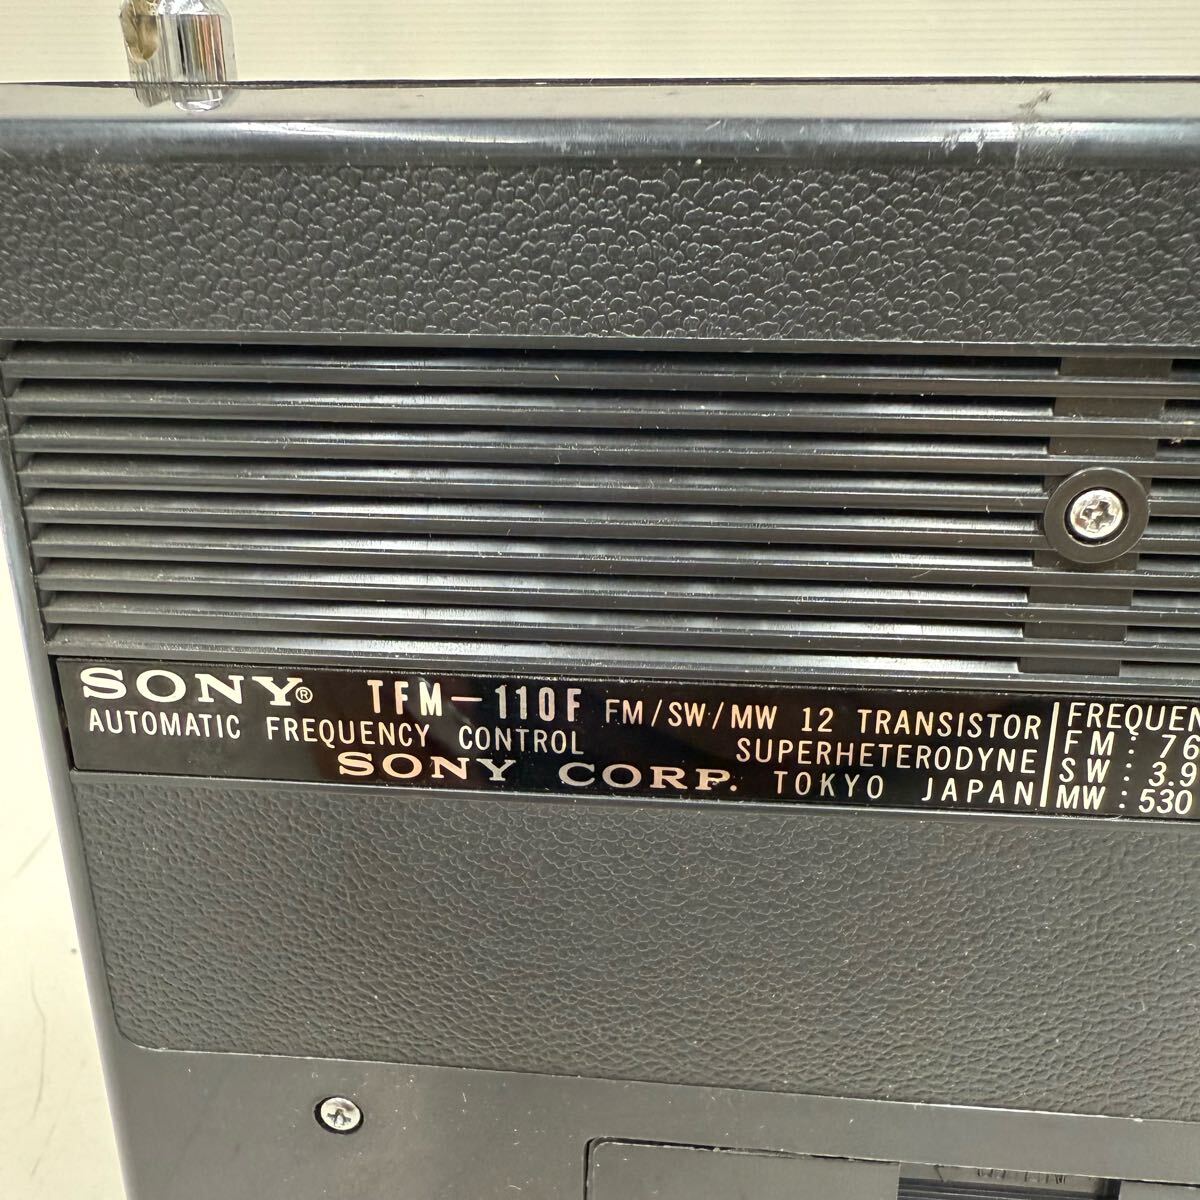 SONY® TFM-110F FM/SW/MW 12 TRANSISTOR
AUTOMATIC FREQUENCY CONTROL SUPERHETERODYNE
SONY CORP. TOKYO JAPAN
FREQUEN
FM: 76
SW: 3.9
MW: 530